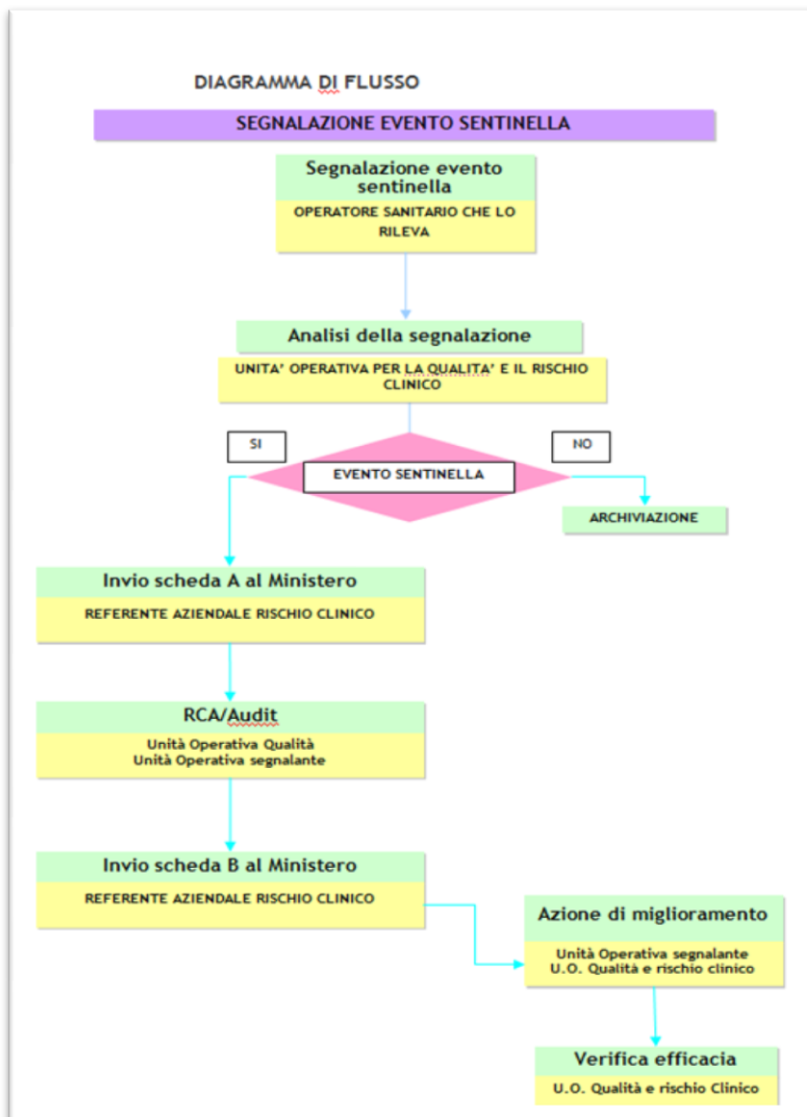 DIAGRAMMA DI FLUSSO
SEGNALAZIONE EVENTO SENTINELLA
Segnalazione evento
sentinella
OPERATORE SANITARIO CHE LO
RILEVA
Analisi della segnalazione
UNITA’ OPERATIVA PER LA QUALITA’ E IL RISCHIO
CLINICO
SI
NO
EVENTO SENTINELLA
ARCHIVIAZIONE
Invio scheda A al Ministero
REFERENTE AZIENDALE RISCHIO CLINICO
RCA/Audit
Unità Operativa Qualità
Unità Operativa segnalante
Invio scheda B al Ministero
REFERENTE AZIENDALE RISCHIO CLINICO
Azione di miglioramento
Unità Operativa segnalante
U.O. Qualità e rischio clinico
Verifica efficacia
U.O. Qualità e rischio Clinico